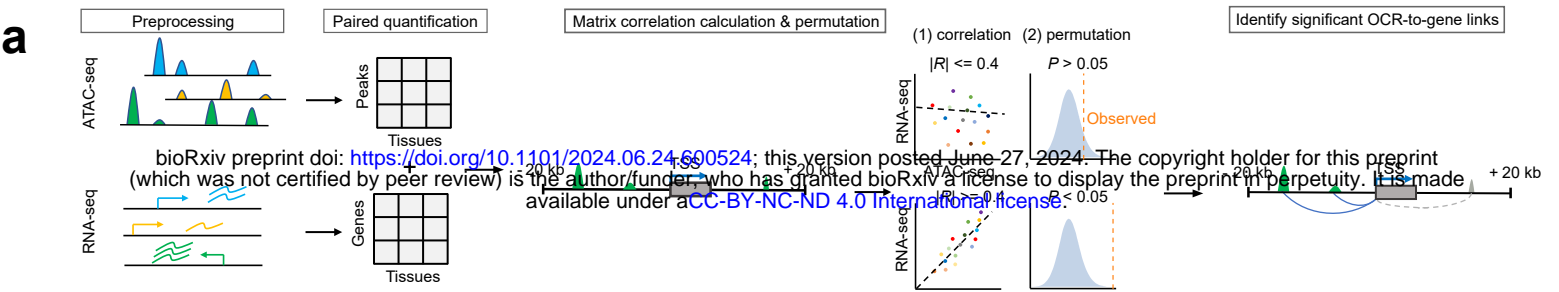 a
Preprocessing
Paired quantification
Matrix correlation calculation & permutation
Identify significant OCR-to-gene links
(1) correlation
(2) permutation
|R| <= 0.4
P > 0.05
ATAC-seq
Peaks
Tissues
RNA-seq
Observed
bioRxiv preprint doi: https://doi.org/10.1101/2024.06.24.600524; this version posted June 27, 2024. The copyright holder for this preprint
(which was not certified by peer review) is the author/funder, who has granted bioRxiv a license to display the preprint in perpetuity. It is made
available under aCC-BY-NC-ND 4.0 International license.
+
- 20 kb
TSS
+ 20 kb
ATAC-seq
- 20 kb
TSS
+ 20 kb
P < 0.05
RNA-seq
Genes
Tissues
RNA-seq